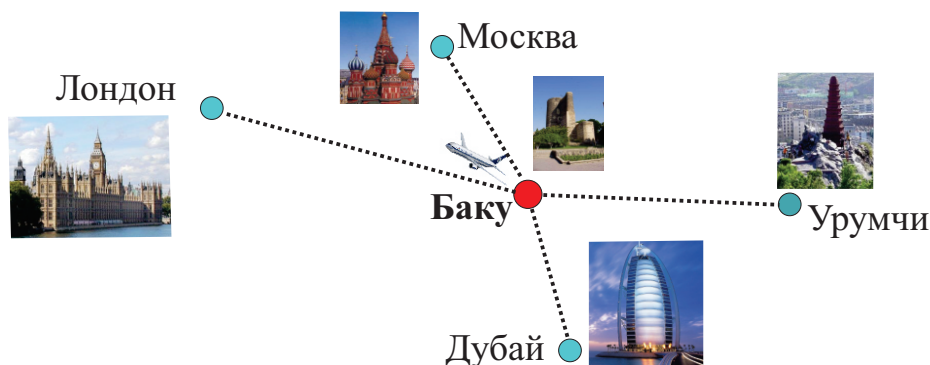 Москва
Лондон
Баку
Урумчи
Дубай